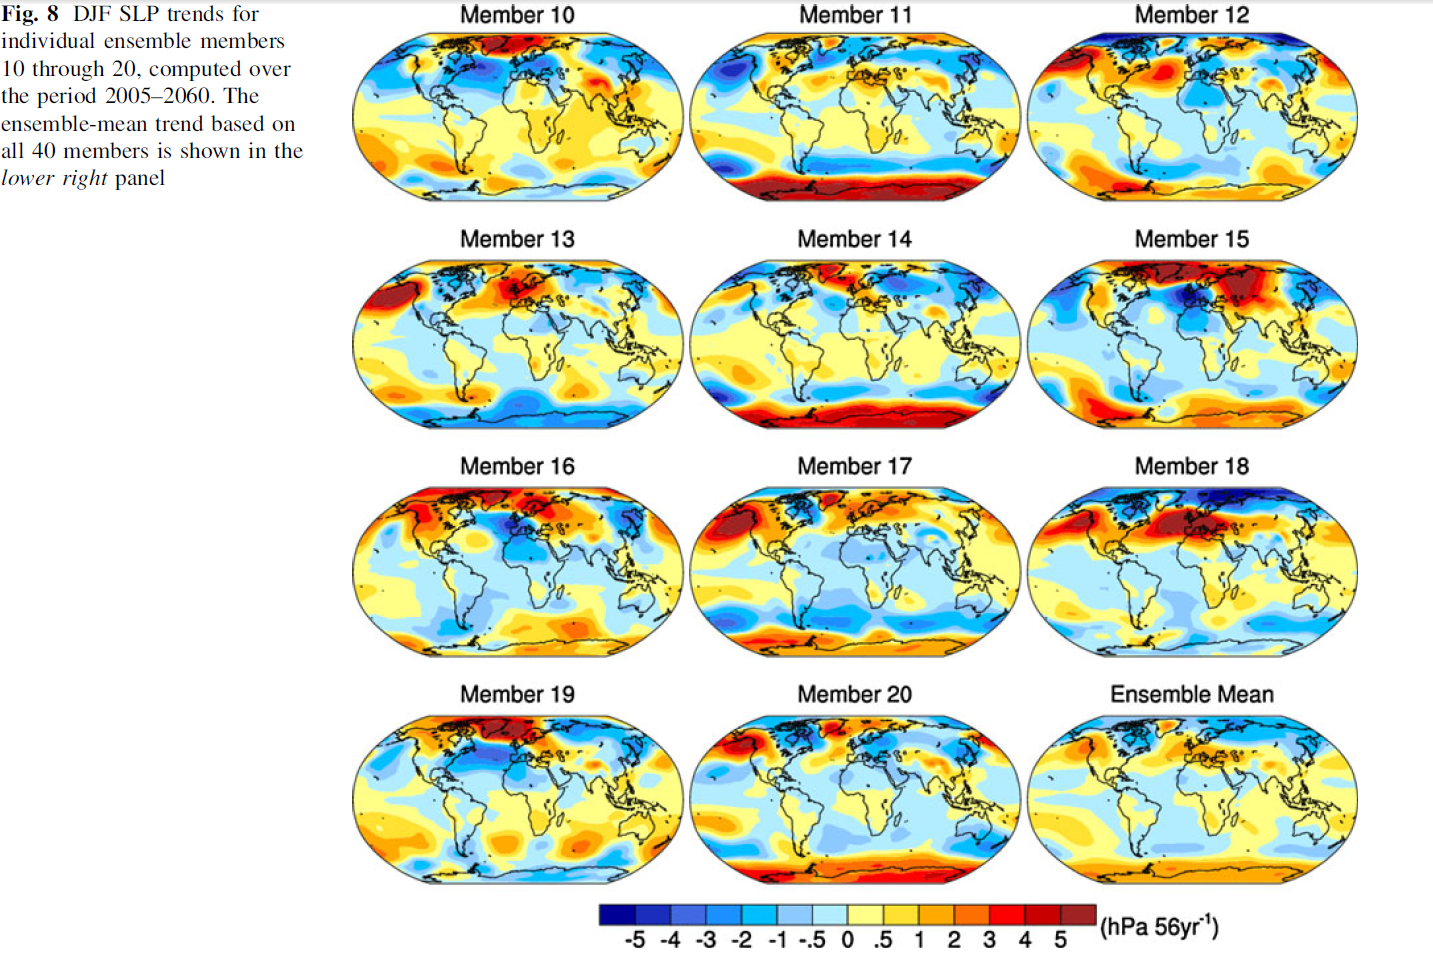 Fig. 8 DJF SLP trends for
individual ensemble members
10 through 20, computed over
the period 2005–2060. The
ensemble-mean trend based on
all 40 members is shown in the
lower right panel
Member 10
Member 11
Member 12
Member 13
Member 14
Member 15
Member 16
Member 17
Member 18
Member 19
Member 20
Ensemble Mean
-5 -4 -3 -2 -1 -.5 0 .5 1 2 3 4 5 (hPa 56yr⁻¹)